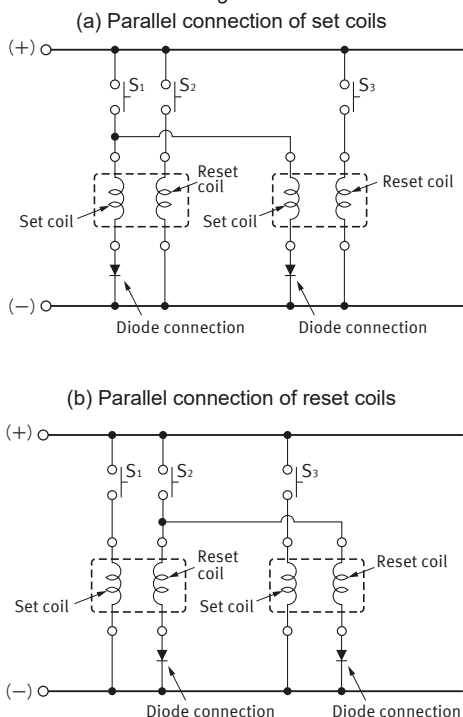 (a) Parallel connection of set coils
(+)
S1 S2 S3
Reset
coil
Reset coil
Set coil
Set coil
(−)
Diode connection Diode connection
(b) Parallel connection of reset coils
(+)
S1 S2 S3
Reset
coil
Reset coil
Set coil
Set coil
(−)
Diode connection Diode connection